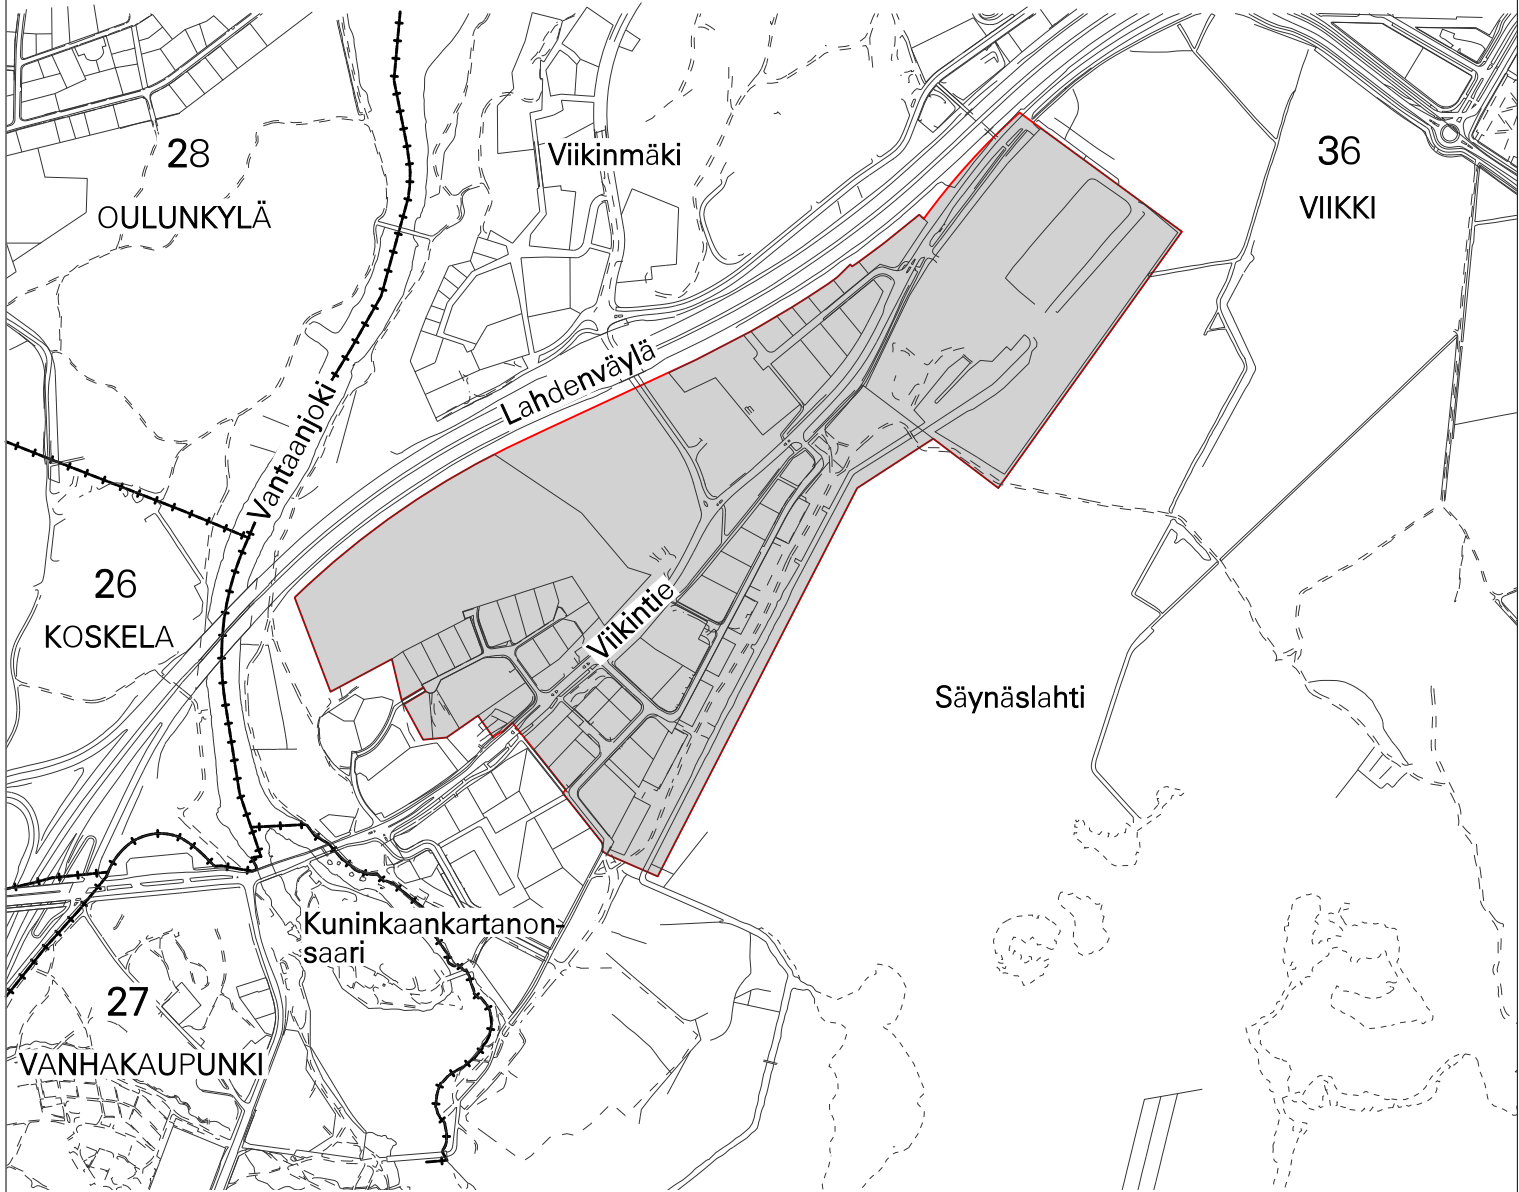 28
OULUNKYLÄ
Viikinmäki
36
VIIKKI
Lahdenväylä
Vantaanjoki
26
KOSKELA
Viikintie
Säynäslahti
Kuninkaankartanon-
saari
27
VANHAKAUPUNKI